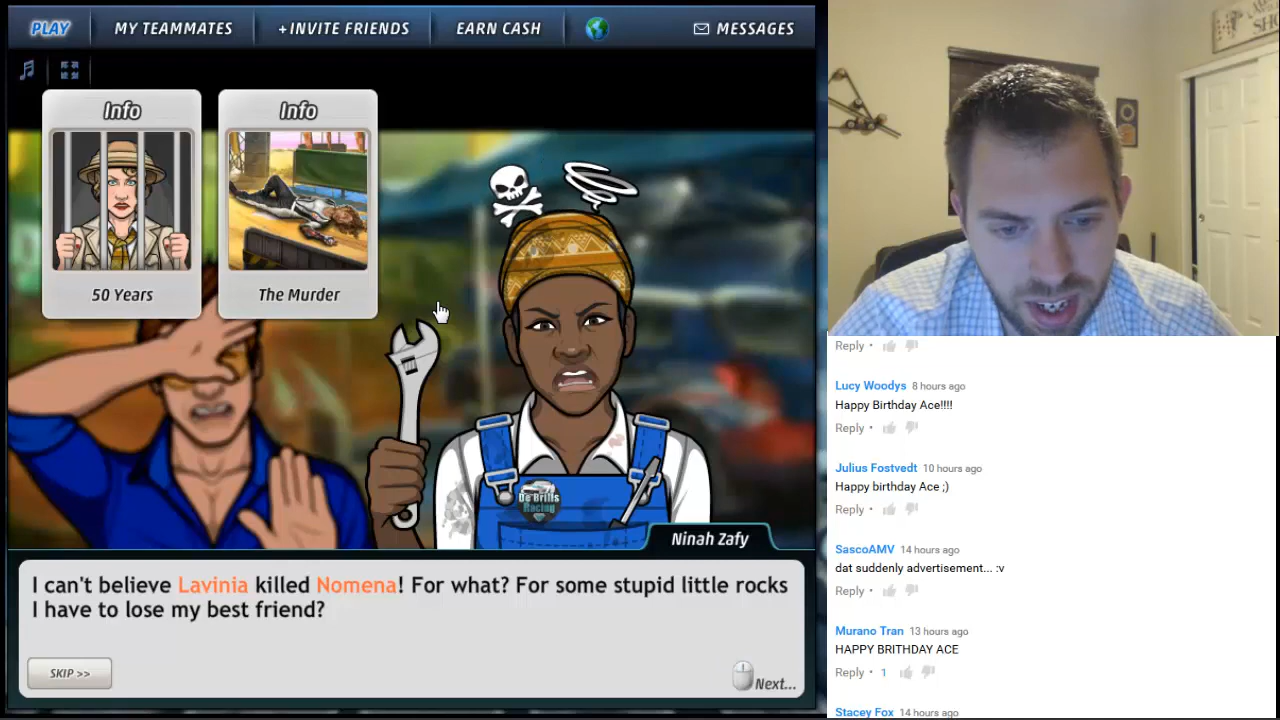 PLAY
MY TEAMMATES
+INVITE FRIENDS
EARN CASH
MESSAGES
Info
50 Years
Info
The Murder
De Brills
Racing
Ninah Zafy
I can't believe Lavinia killed Nomena! For what? For some stupid little rocks
I have to lose my best friend?
SKIP >>
Next...
Reply •
Lucy Woodys 8 hours ago
Happy Birthday Ace!!!!
Reply •
Julius Fostvedt 10 hours ago
Happy birthday Ace ;)
Reply •
SascoAMV 14 hours ago
dat suddenly advertisement... :v
Reply •
Murano Tran 13 hours ago
HAPPY BRITHDAY ACE
Reply • 1
Stacey Fox 14 hours ago